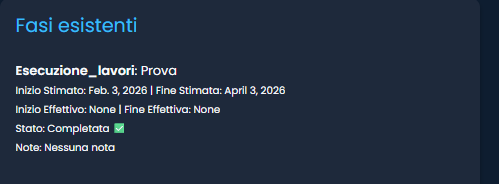 Fasi esistenti
Esecuzione_lavori: Prova
Inizio Stimato: Feb. 3, 2026 | Fine Stimata: April 3, 2026
Inizio Effettivo: None | Fine Effettiva: None
Stato: Completata ✅
Note: Nessuna nota